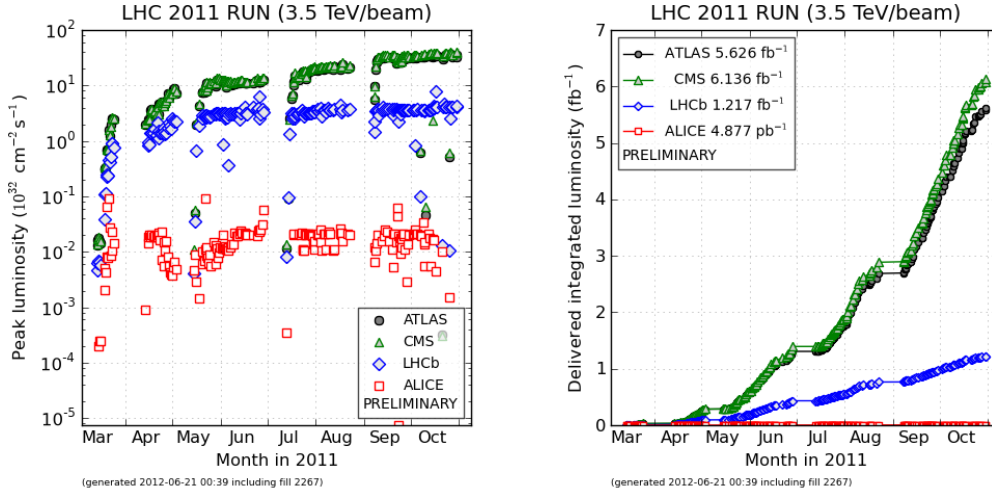 LHC 2011 RUN (3.5 TeV/beam)
Peak luminosity (10^32 cm^−2 s^−1)
10^2
10^1
10^0
10^-1
10^-2
10^-3
10^-4
10^-5
ATLAS
CMS
LHCb
ALICE
PRELIMINARY
Mar Apr May Jun Jul Aug Sep Oct
Month in 2011
(generated 2012-06-21 00:39 including fill 2267)
LHC 2011 RUN (3.5 TeV/beam)
Delivered integrated luminosity (fb^−1)
7
6
5
4
3
2
1
0
ATLAS 5.626 fb^−1
CMS 6.136 fb^−1
LHCb 1.217 fb^−1
ALICE 4.877 pb^−1
PRELIMINARY
Mar Apr May Jun Jul Aug Sep Oct
Month in 2011
(generated 2012-06-21 00:39 including fill 2267)